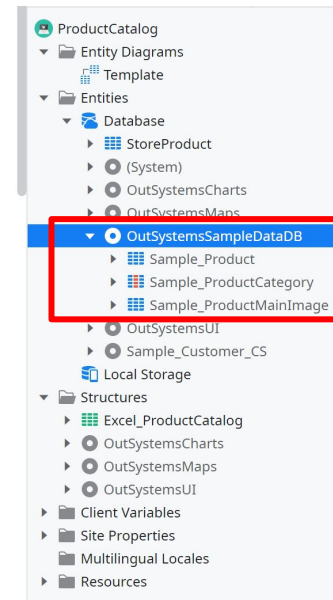 ProductCatalog
Entity Diagrams
Template
Entities
Database
StoreProduct
(System)
OutSystemsCharts
OutSystemsMaps
OutSystemsSampleDataDB
Sample_Product
Sample_ProductCategory
Sample_ProductMainImage
OutSystemsUI
Sample_Customer_CS
Local Storage
Structures
Excel_ProductCatalog
OutSystemsCharts
OutSystemsMaps
OutSystemsUI
Client Variables
Site Properties
Multilingual Locales
Resources